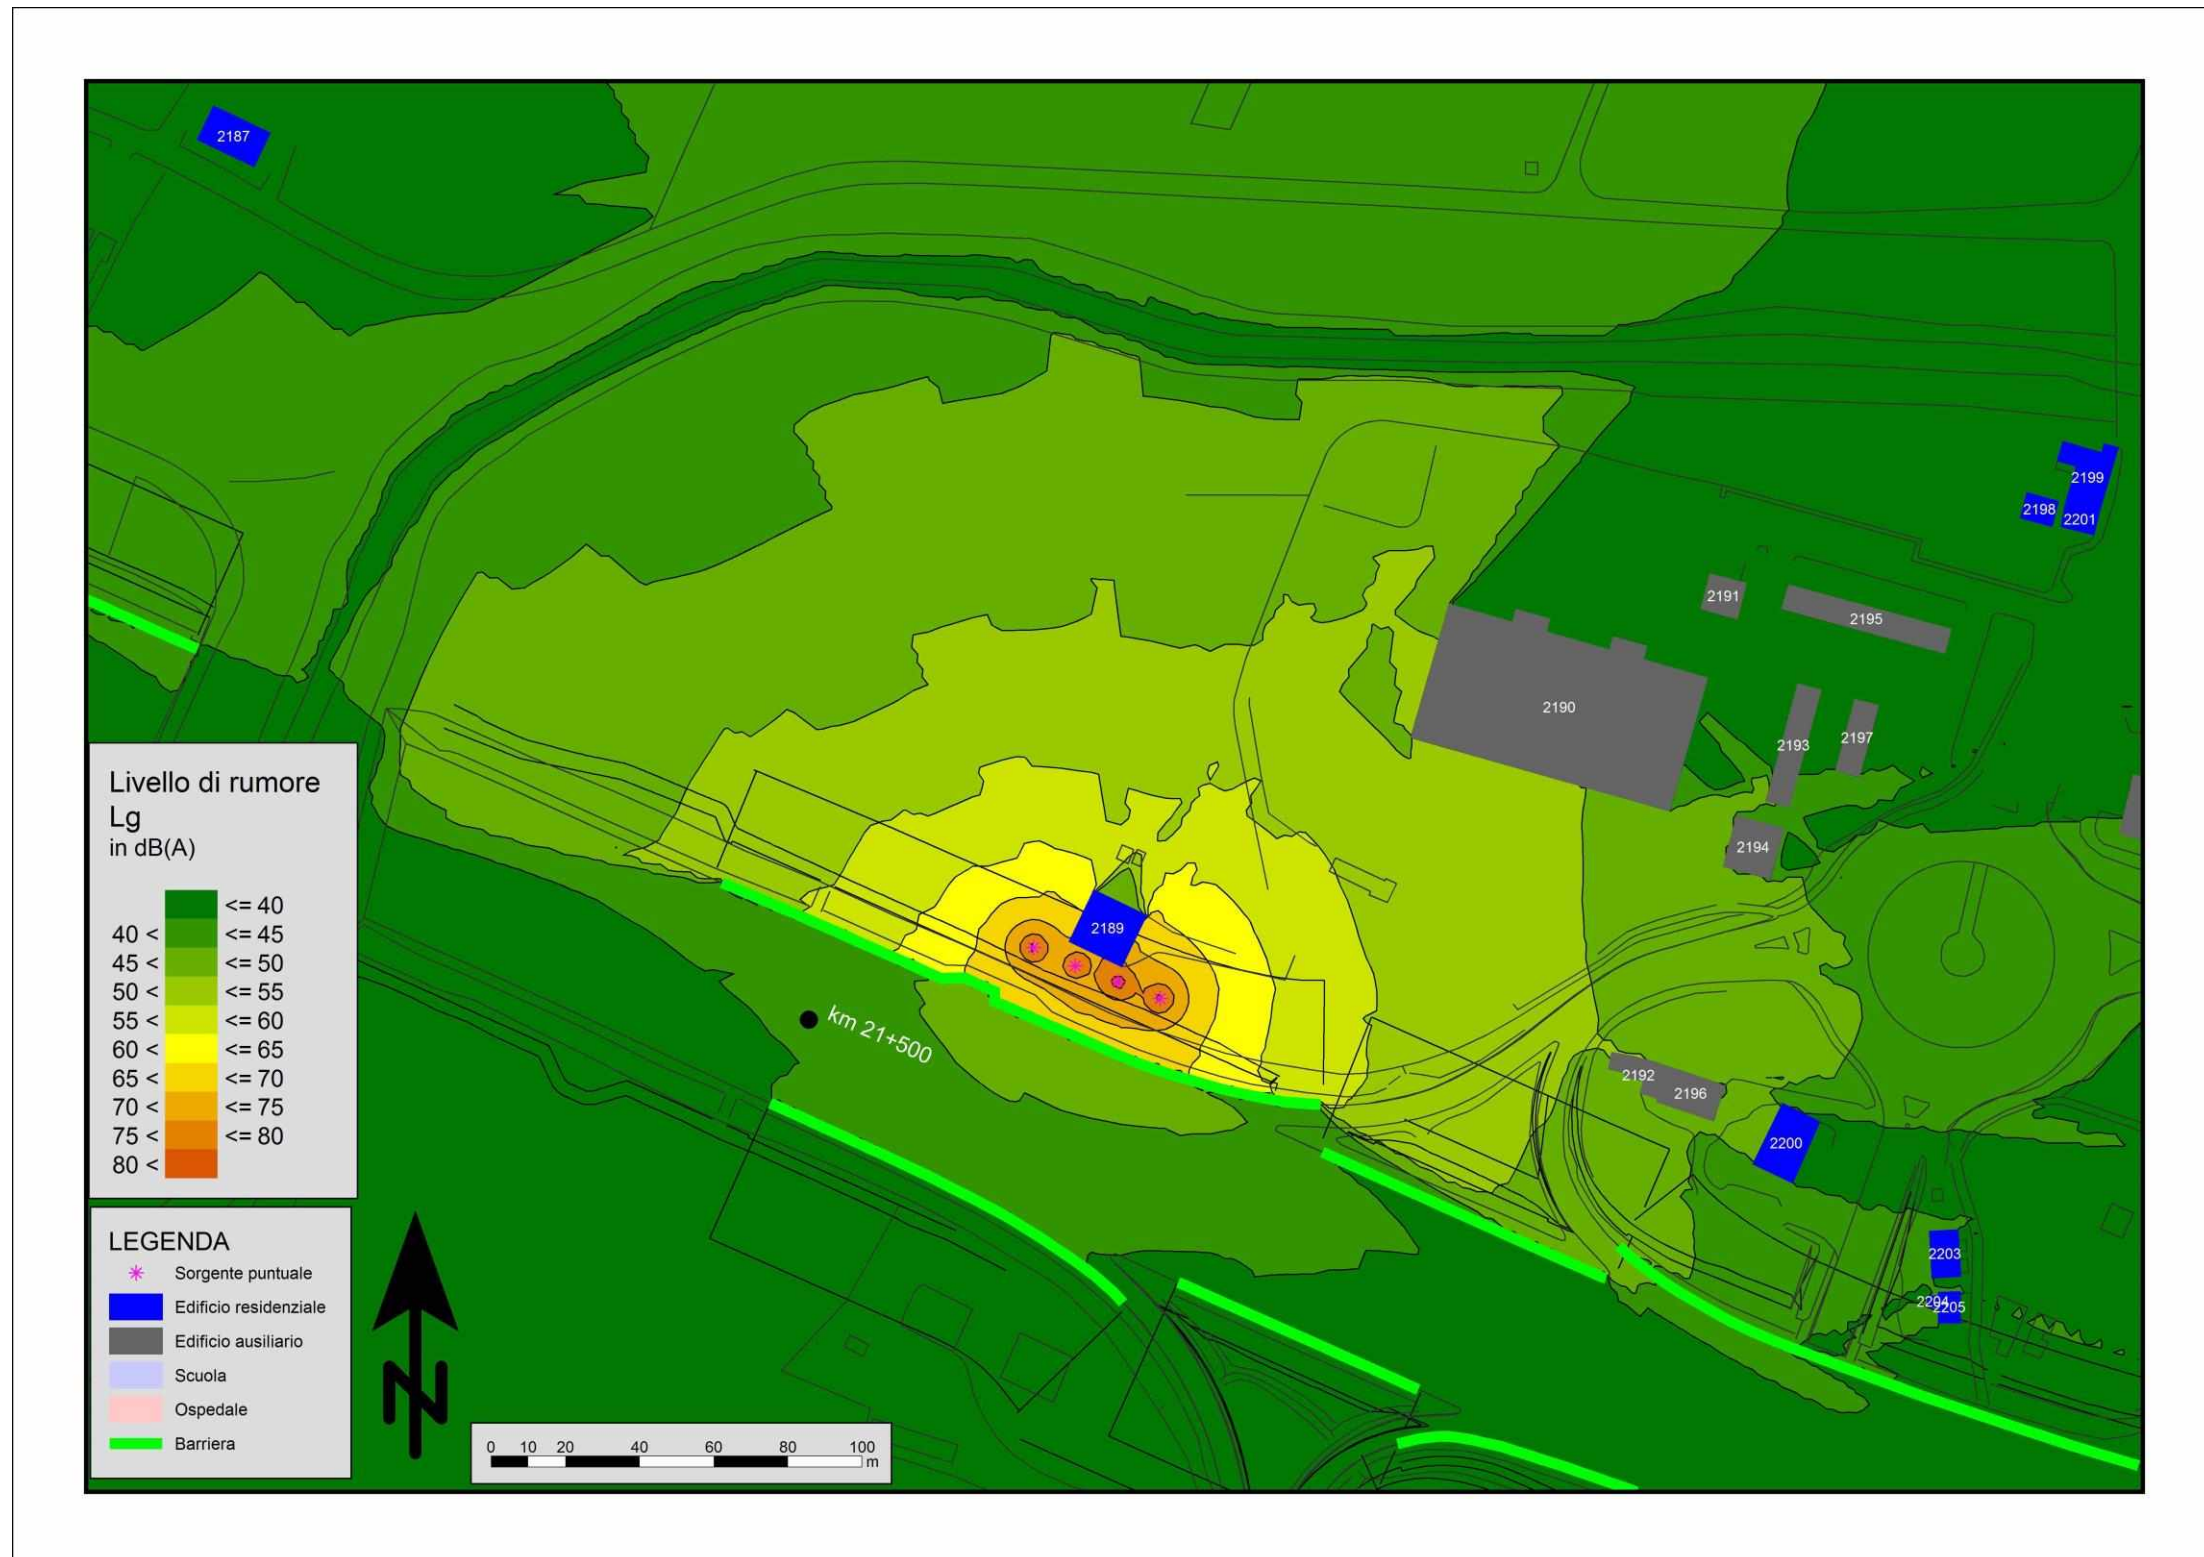 2187
2199
2198
2201
2191
2195
2190
2193
2197
2194
2189
km 21+500
2192
2196
2200
2203
2204
2205
Livello di rumore
Lg
in dB(A)
<= 40
40 < <= 45
45 < <= 50
50 < <= 55
55 < <= 60
60 < <= 65
65 < <= 70
70 < <= 75
75 < <= 80
80 <
LEGENDA
Sorgente puntuale
Edificio residenziale
Edificio ausiliario
Scuola
Ospedale
Barriera
N
0 10 20 40 60 80 100
m